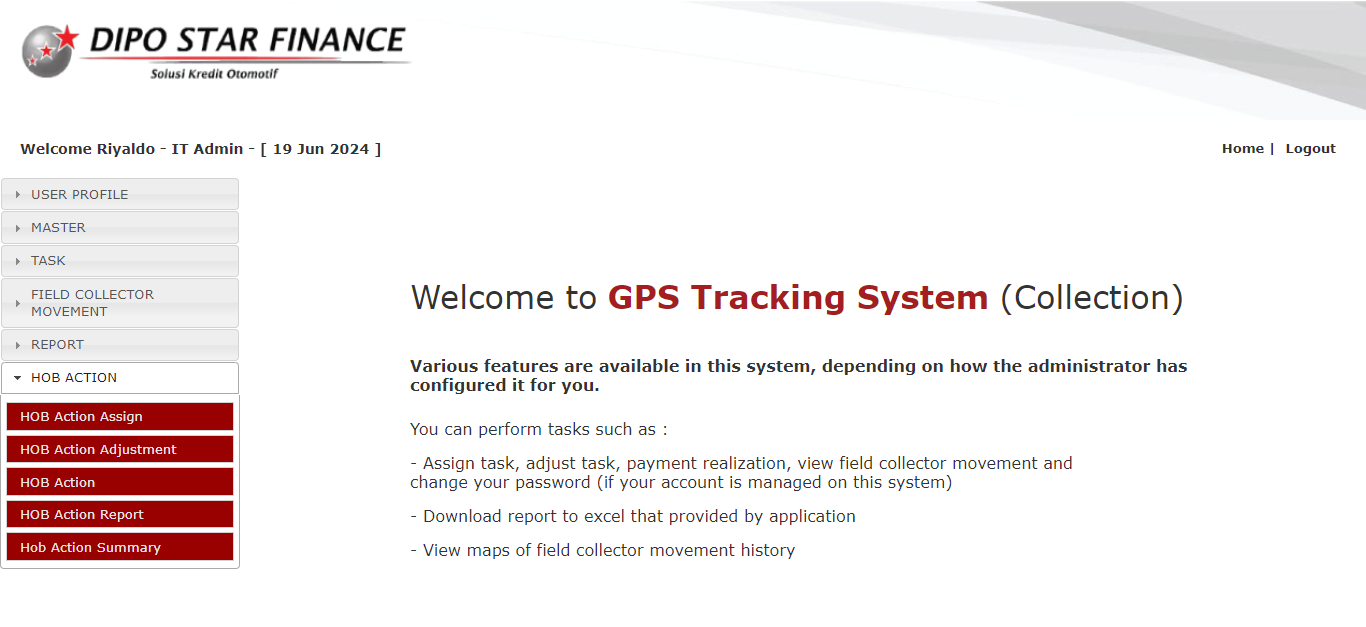 DIPO STAR FINANCE
Solusi Kredit Otomotif
Welcome Riyaldo - IT Admin - [ 19 Jun 2024 ]
Home | Logout
USER PROFILE
MASTER
TASK
FIELD COLLECTOR
MOVEMENT
REPORT
HOB ACTION
HOB Action Assign
HOB Action Adjustment
HOB Action
HOB Action Report
Hob Action Summary
Welcome to GPS Tracking System (Collection)
Various features are available in this system, depending on how the administrator has
configured it for you.
You can perform tasks such as :
- Assign task, adjust task, payment realization, view field collector movement and
change your password (if your account is managed on this system)
- Download report to excel that provided by application
- View maps of field collector movement history